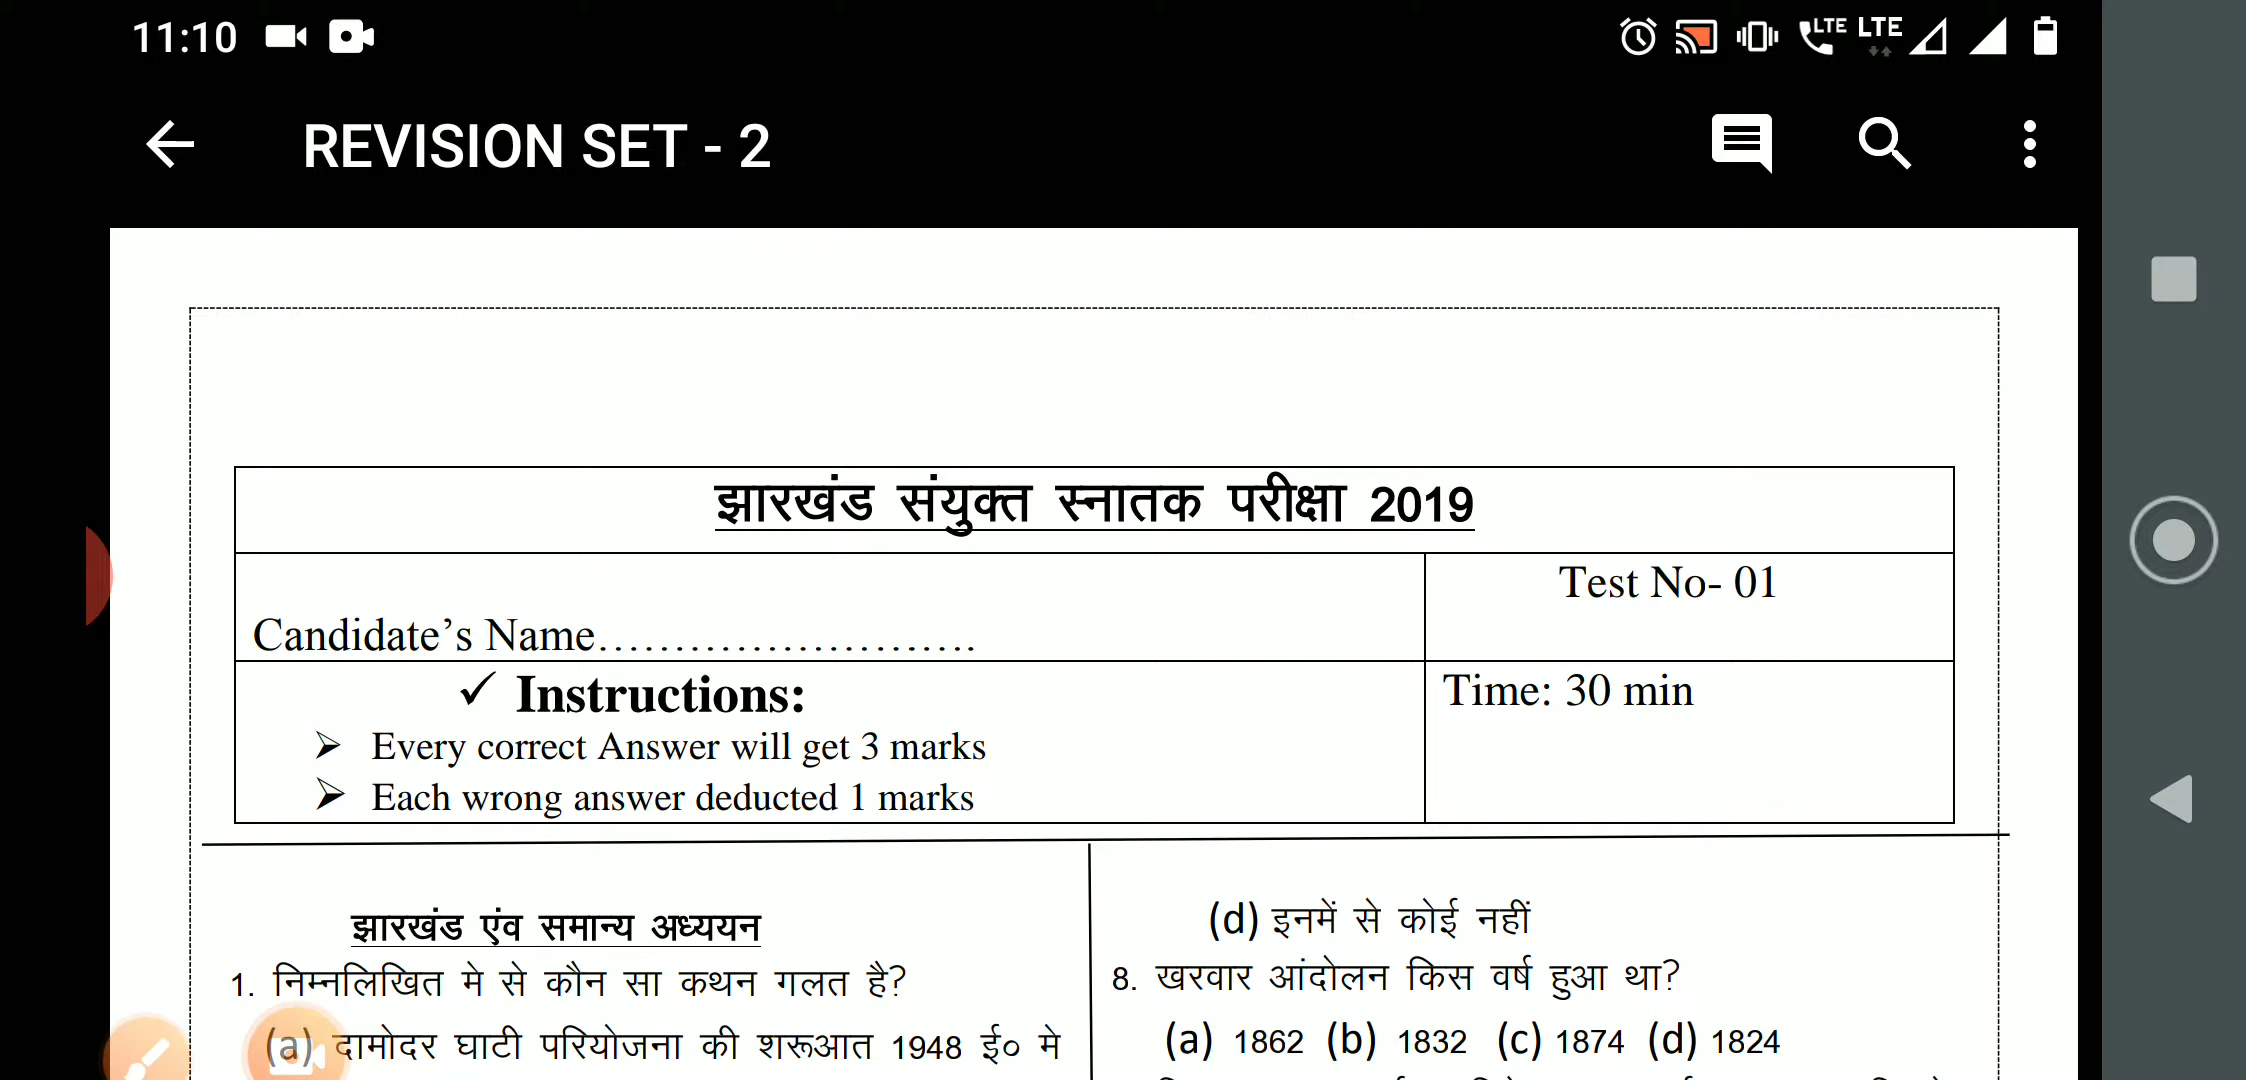 11:10
LTE LTE
REVISION SET - 2
झारखंड संयुक्त स्नातक परीक्षा 2019
Test No- 01
Candidate’s Name……………………….
Instructions:
Time: 30 min
Every correct Answer will get 3 marks
Each wrong answer deducted 1 marks
झारखंड एंव समान्य अध्ययन
1. निम्नलिखित मे से कौन सा कथन गलत है?
(a) दामोदर घाटी परियोजना की शरूआत 1948 ई० मे
(d) इनमें से कोई नहीं
8. खरवार आंदोलन किस वर्ष हुआ था?
(a) 1862 (b) 1832 (c) 1874 (d) 1824